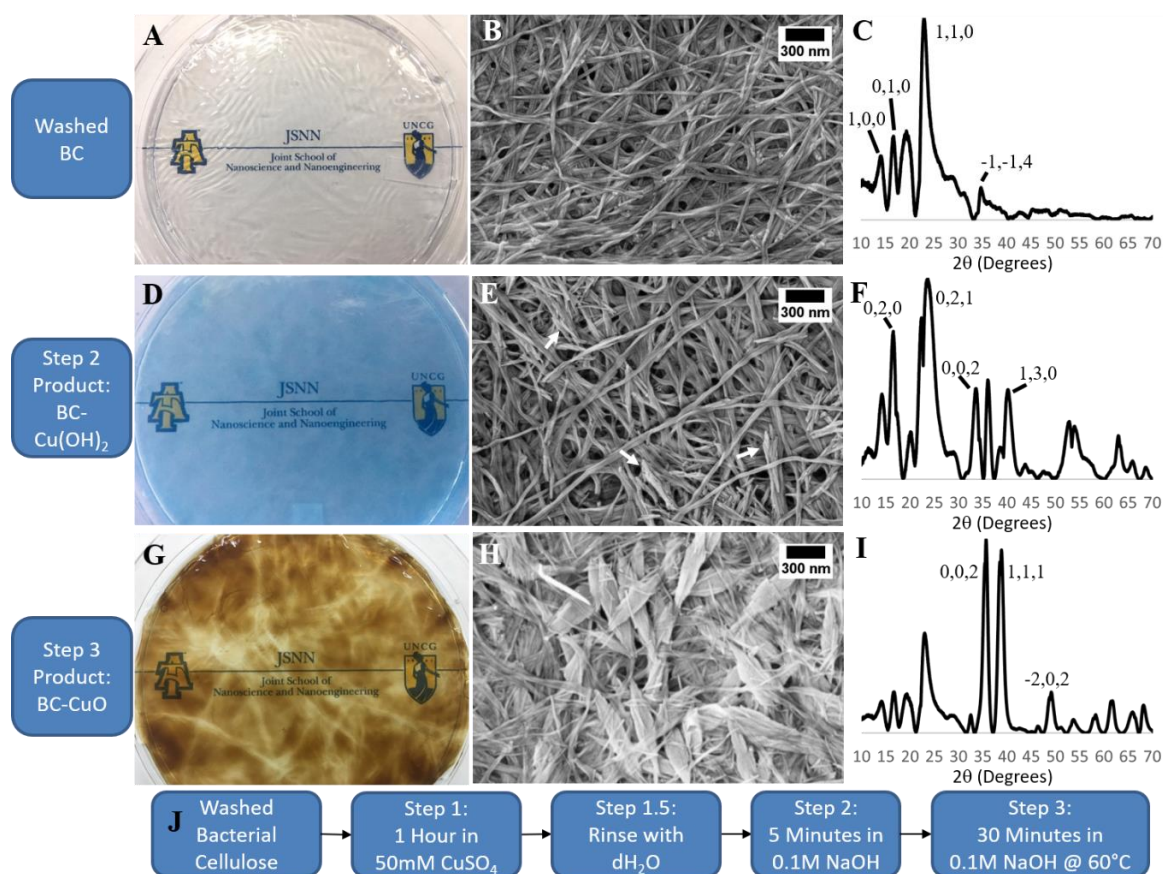 A
B
300 nm
C
1,1,0
0,1,0
1,0,0
-1,-1,4
10 15 20 25 30 35 40 45 50 55 60 65 70
2θ (Degrees)
Washed
BC
UNCG
JSNN
Joint School of
Nanoscience and Nanoengineering
D
E
300 nm
F
0,2,1
0,2,0
0,0,2
1,3,0
10 15 20 25 30 35 40 45 50 55 60 65 70
2θ (Degrees)
Step 2
Product:
BC-
Cu(OH)₂
UNCG
JSNN
Joint School of
Nanoscience and Nanoengineering
G
H
300 nm
I
0,0,2
1,1,1
-2,0,2
10 15 20 25 30 35 40 45 50 55 60 65 70
2θ (Degrees)
Step 3
Product:
BC-CuO
UNCG
JSNN
Joint School of
Nanoscience and Nanoengineering
J
Washed
Bacterial
Cellulose
Step 1:
1 Hour in
50mM CuSO₄
Step 1.5:
Rinse with
dH₂O
Step 2:
5 Minutes in
0.1M NaOH
Step 3:
30 Minutes in
0.1M NaOH @ 60°C